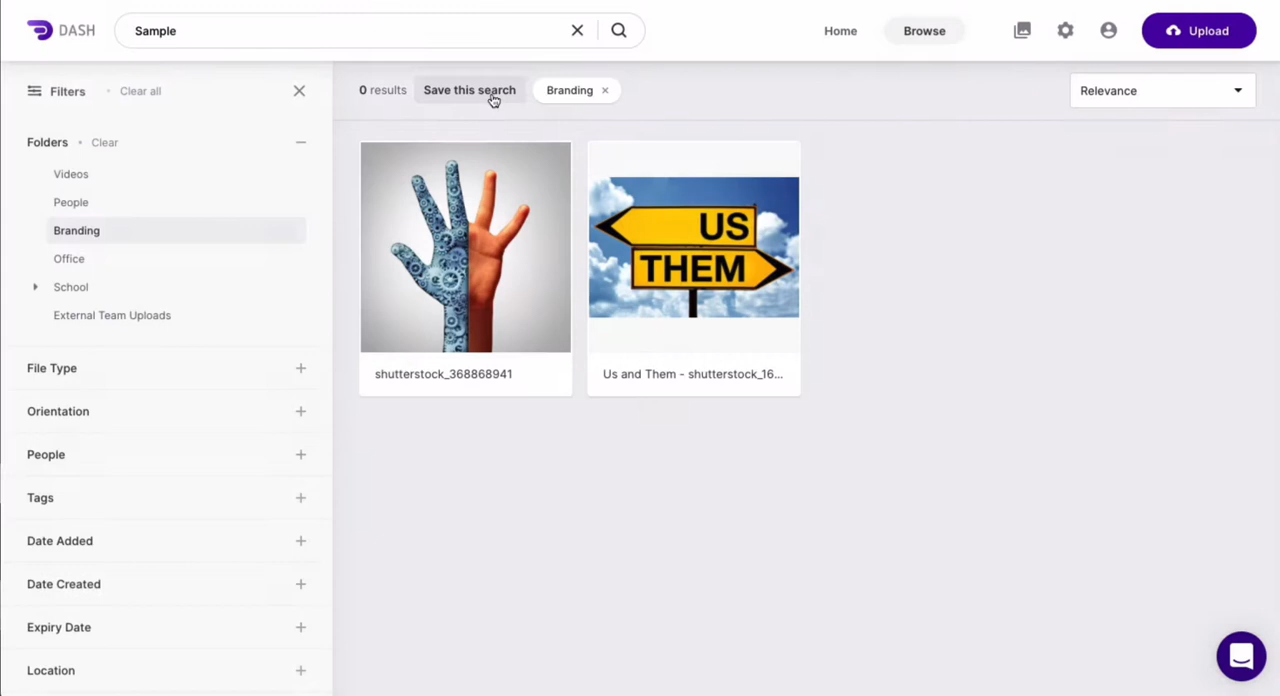 DASH
Sample
Home
Browse
Upload
Filters • Clear all
0 results
Save this search
Branding
Relevance
Folders • Clear
Videos
People
Branding
Office
School
External Team Uploads
US
THEM
shutterstock_368868941
Us and Them - shutterstock_16...
File Type
Orientation
People
Tags
Date Added
Date Created
Expiry Date
Location